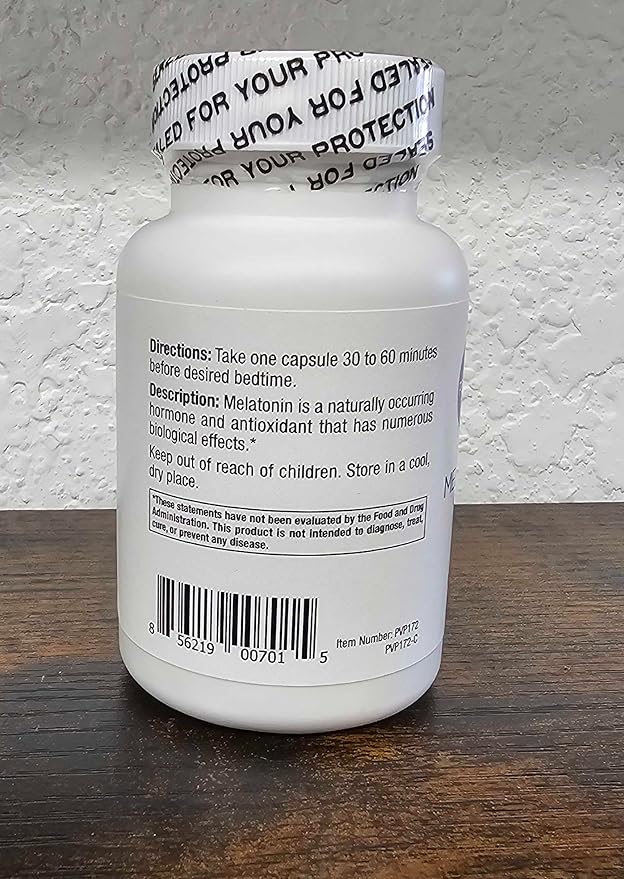 SEALED FOR YOUR PROTECTION
Directions: Take one capsule 30 to 60 minutes
before desired bedtime.
Description: Melatonin is a naturally occurring
hormone and antioxidant that has numerous
biological effects.*
Keep out of reach of children. Store in a cool,
dry place.
*These statements have not been evaluated by the Food and Drug
Administration. This product is not intended to diagnose, treat,
cure, or prevent any disease.
8 56219 00701 5
Item Number: PVP172
PVP172-C
ME